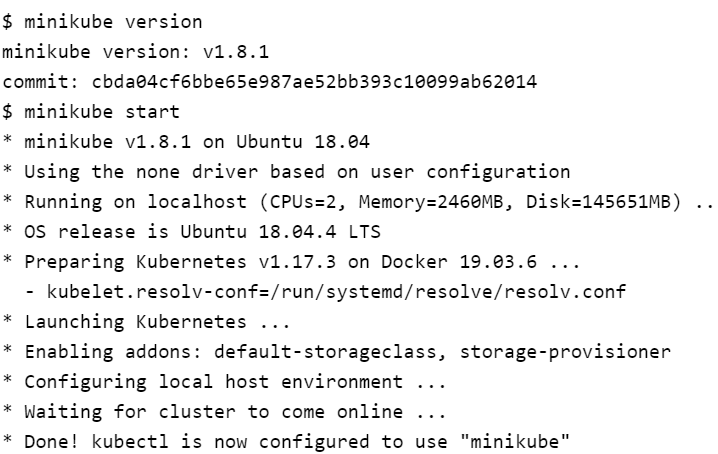 $ minikube version
minikube version: v1.8.1
commit: cbda04cf6bbe65e987ae52bb393c10099ab62014
$ minikube start
* minikube v1.8.1 on Ubuntu 18.04
* Using the none driver based on user configuration
* Running on localhost (CPUs=2, Memory=2460MB, Disk=145651MB) ..
* OS release is Ubuntu 18.04.4 LTS
* Preparing Kubernetes v1.17.3 on Docker 19.03.6 ...
  - kubelet.resolv-conf=/run/systemd/resolve/resolv.conf
* Launching Kubernetes ...
* Enabling addons: default-storageclass, storage-provisioner
* Configuring local host environment ...
* Waiting for cluster to come online ...
* Done! kubectl is now configured to use "minikube"